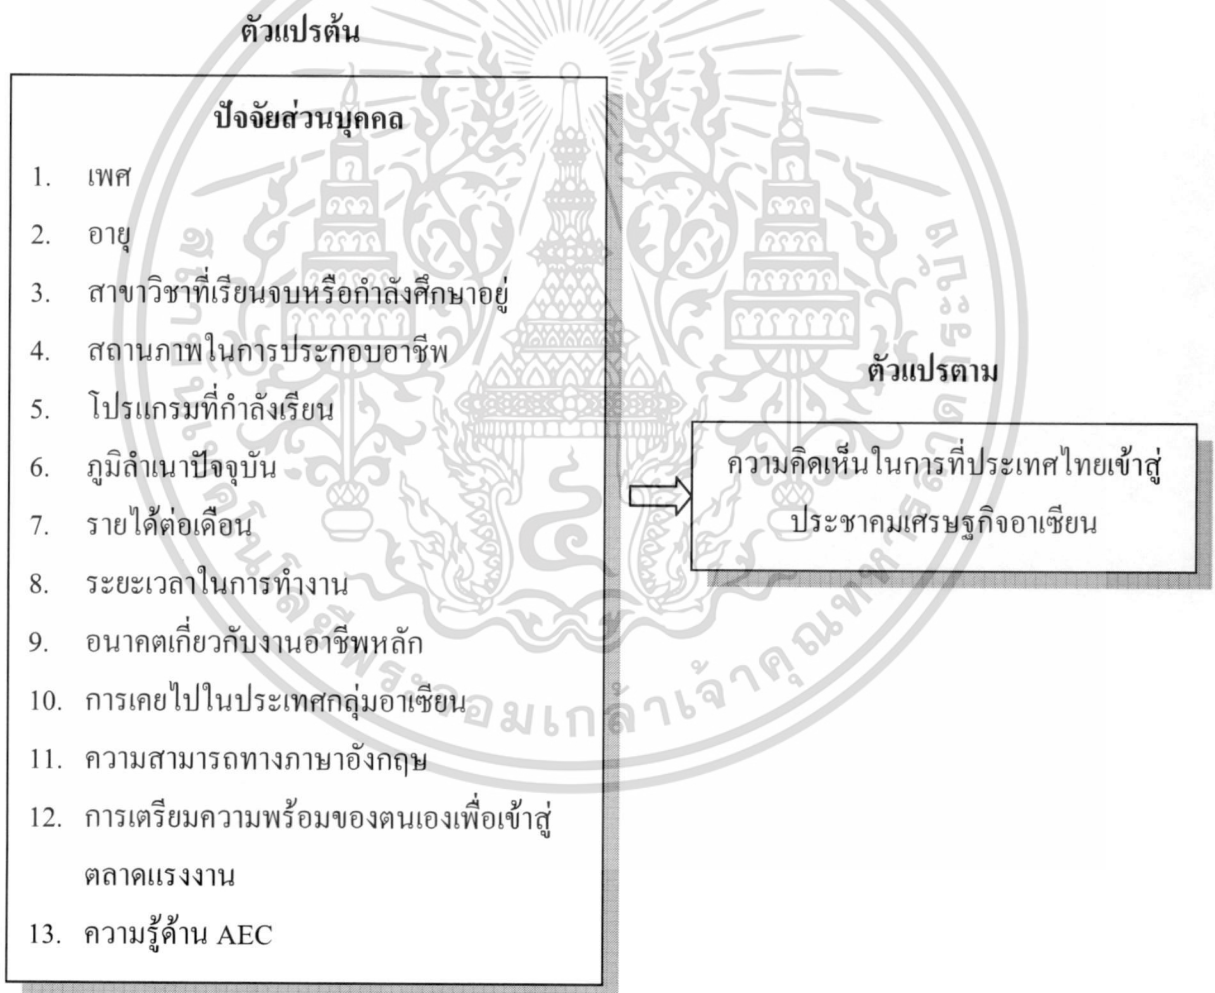 ตัวแปรต้น
ปัจจัยส่วนบุคคล
1. เพศ
2. อายุ
3. สาขาวิชาที่เรียนจบหรือกำลังศึกษาอยู่
4. สถานภาพในการประกอบอาชีพ
5. โปรแกรมที่กำลังเรียน
6. ภูมิลำเนาปัจจุบัน
7. รายได้ต่อเดือน
8. ระยะเวลาในการทำงาน
9. อนาคตเกี่ยวกับงานอาชีพหลัก
10. การเคยไปในประเทศกลุ่มอาเซียน
11. ความสามารถทางภาษาอังกฤษ
12. การเตรียมความพร้อมของตนเองเพื่อเข้าสู่
ตลาดแรงงาน
13. ความรู้ด้าน AEC
ตัวแปรตาม
ความคิดเห็นในการที่ประเทศไทยเข้าสู่
ประชาคมเศรษฐกิจอาเซียน